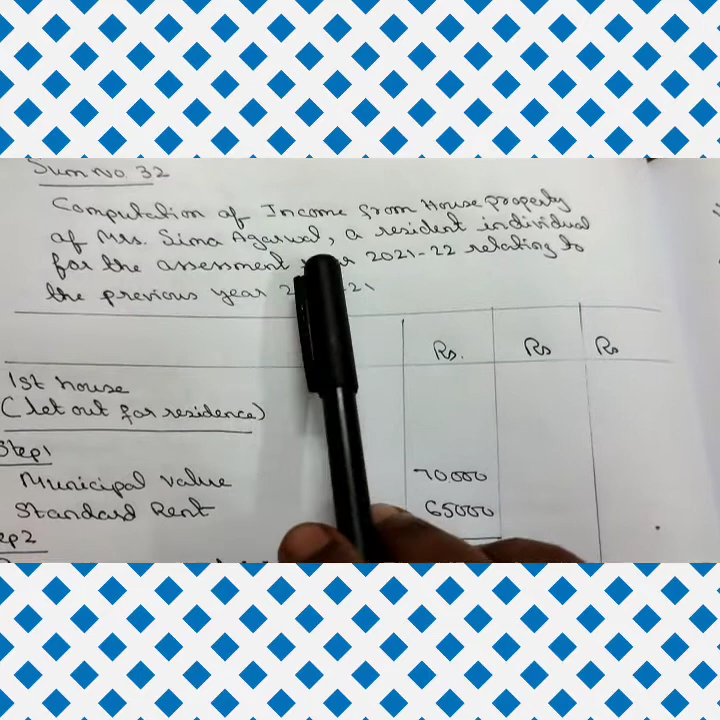 Sum no 32
Computation of Income from House property
of Mrs. Sima Agarwal, a resident individual
for the assessment 2021-22 relating to
the previous year
Rs. Rs Rs
1st house
(let out for residence)
Step1
Municipal value 70000
Standard Rent 65000
ep2